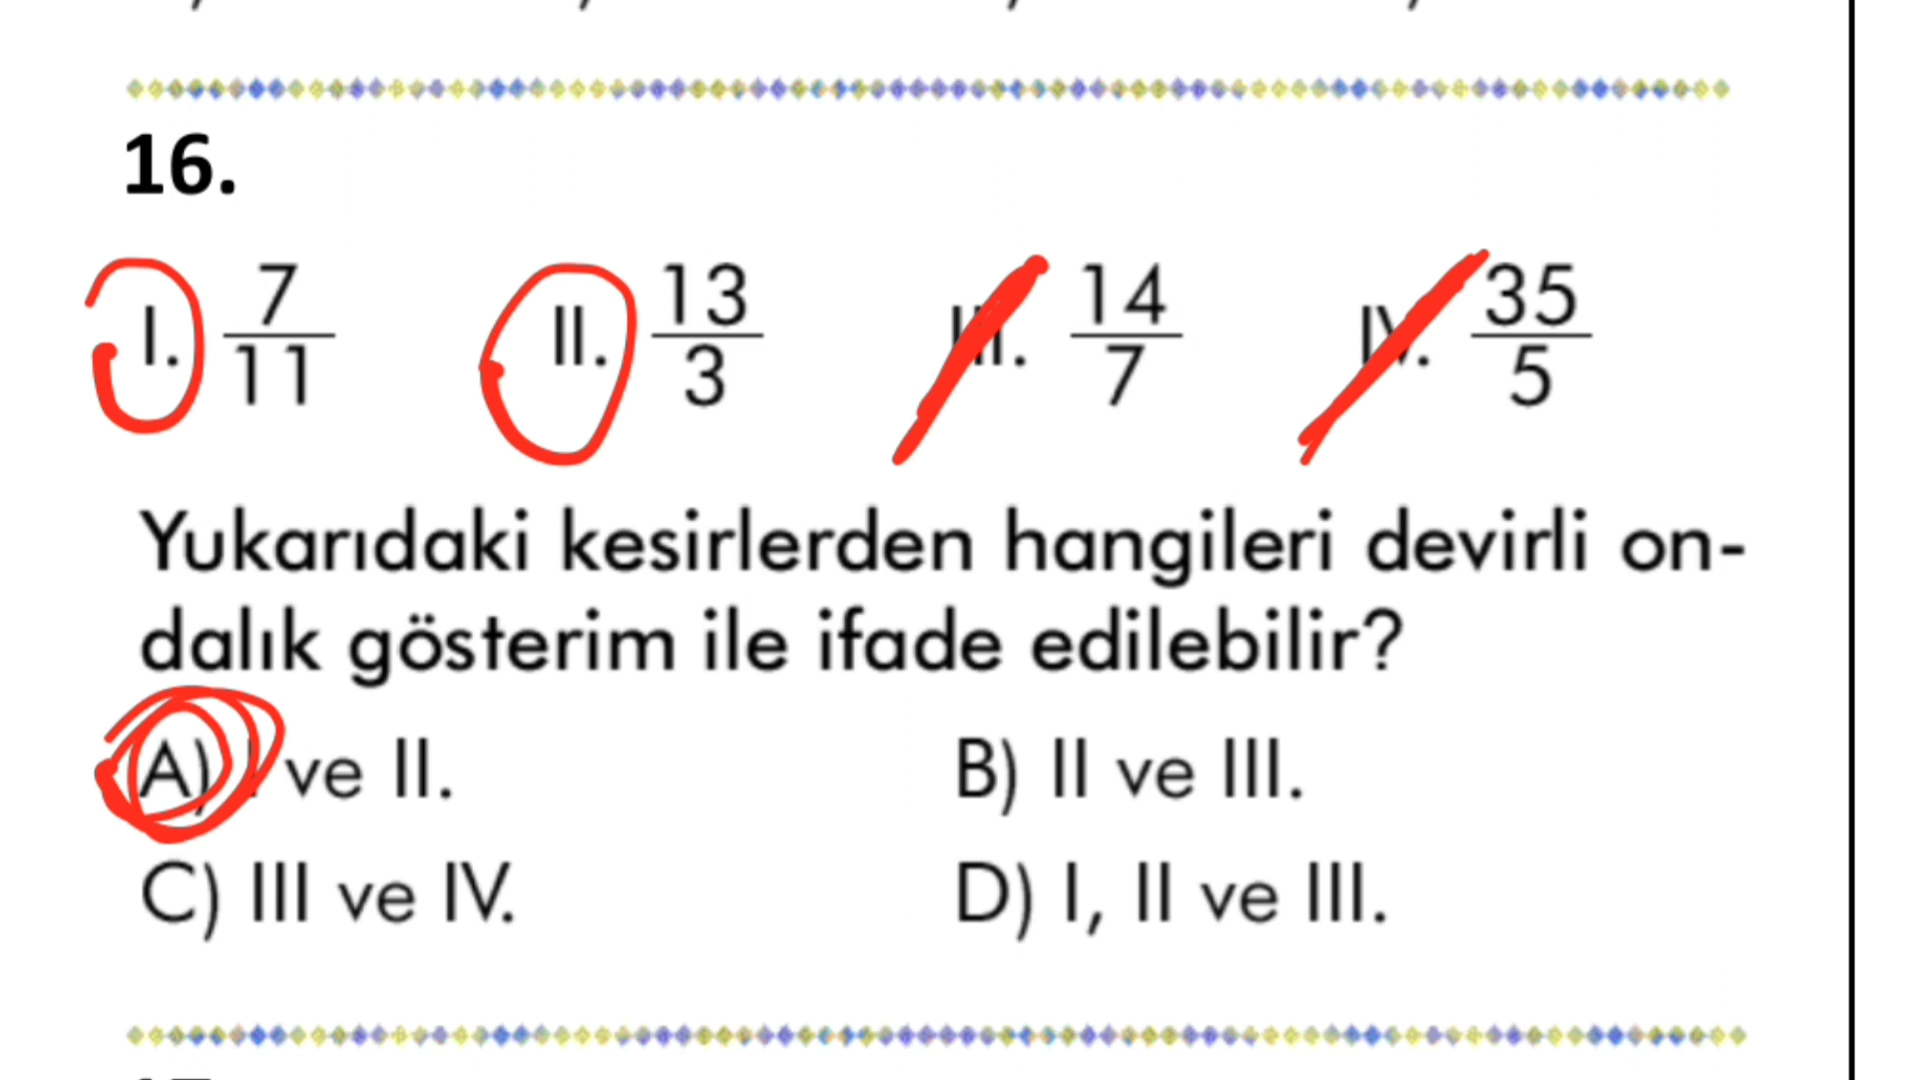 16.
I. 7/11 II. 13/3 III. 14/7 IV. 35/5
Yukarıdaki kesirlerden hangileri devirli on-
dalık gösterim ile ifade edilebilir?
A) I ve II. B) II ve III.
C) III ve IV. D) I, II ve III.